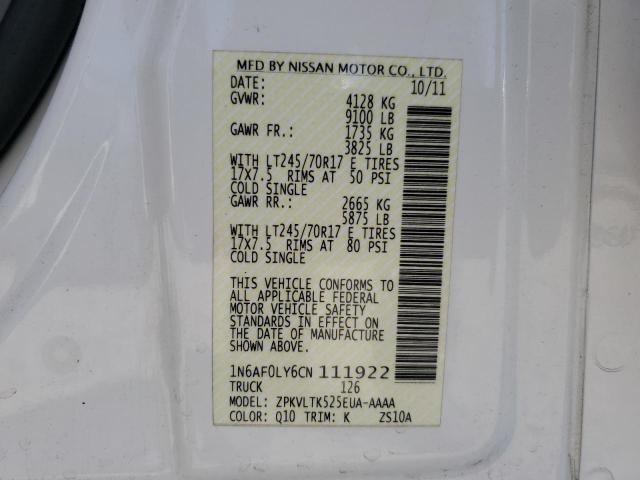 MFD BY NISSAN MOTOR CO., LTD.
DATE: 10/11
GVWR: 4128 KG
9100 LB
GAWR FR.: 1735 KG
3825 LB
WITH LT245/70R17 E TIRES
17X7.5 RIMS AT 50 PSI
COLD SINGLE
GAWR RR.: 2665 KG
5875 LB
WITH LT245/70R17 E TIRES
17X7.5 RIMS AT 80 PSI
COLD SINGLE
THIS VEHICLE CONFORMS TO
ALL APPLICABLE FEDERAL
MOTOR VEHICLE SAFETY
STANDARDS IN EFFECT ON
THE DATE OF MANUFACTURE
SHOWN ABOVE.
1N6AF0LY6CN 111922
TRUCK 126
MODEL: ZPKVLTK525EUA-AAAA
COLOR: Q10 TRIM: K ZS10A